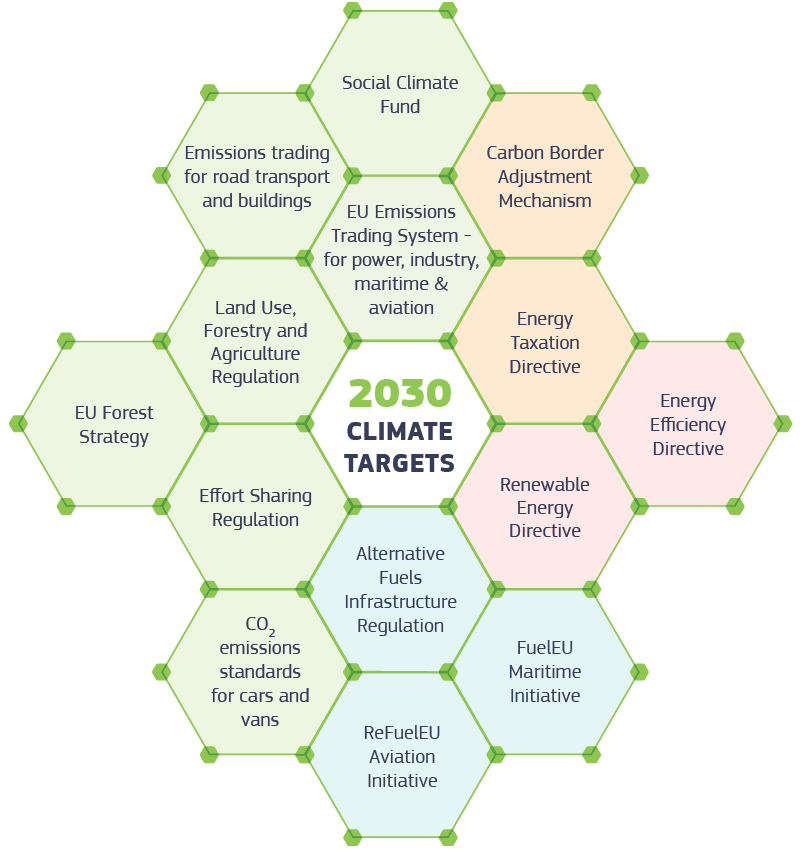 Social Climate
Fund
Emissions trading
for road transport
and buildings
Carbon Border
Adjustment
Mechanism
EU Emissions
Trading System -
for power, industry,
maritime &
aviation
Land Use,
Forestry and
Agriculture
Regulation
Energy
Taxation
Directive
EU Forest
Strategy
2030
CLIMATE
TARGETS
Energy
Efficiency
Directive
Effort Sharing
Regulation
Renewable
Energy
Directive
Alternative
Fuels
Infrastructure
Regulation
CO₂
emissions
standards
for cars and
vans
FuelEU
Maritime
Initiative
ReFuelEU
Aviation
Initiative